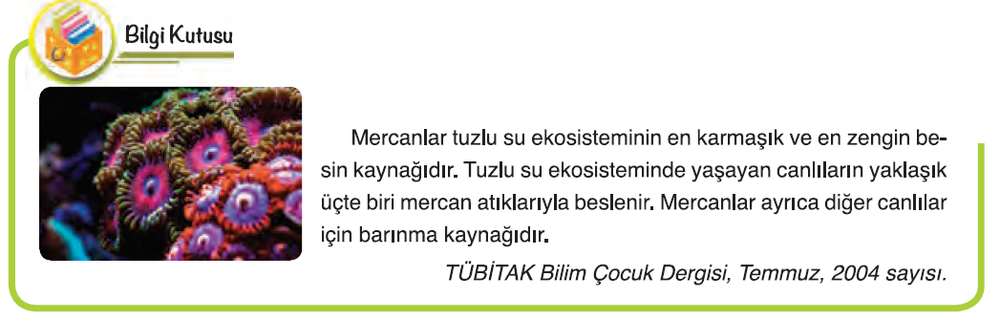 Bilgi Kutusu
Mercanlar tuzlu su ekosisteminin en karmaşık ve en zengin be-
sin kaynağıdır. Tuzlu su ekosisteminde yaşayan canlıların yaklaşık
üçte biri mercan atıklarıyla beslenir. Mercanlar ayrıca diğer canlılar
için barınma kaynağıdır.
TÜBİTAK Bilim Çocuk Dergisi, Temmuz, 2004 sayısı.